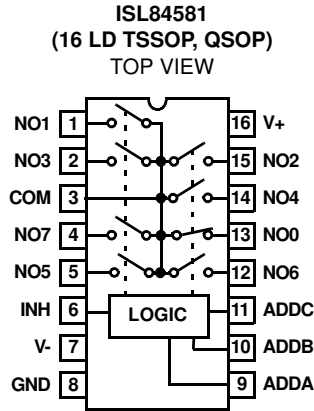 ISL84581
(16 LD TSSOP, QSOP)
TOP VIEW
NO1 1 16 V+
NO3 2 15 NO2
COM 3 14 NO4
NO7 4 13 NO0
NO5 5 12 NO6
INH 6 LOGIC 11 ADDC
V- 7 10 ADDB
GND 8 9 ADDA